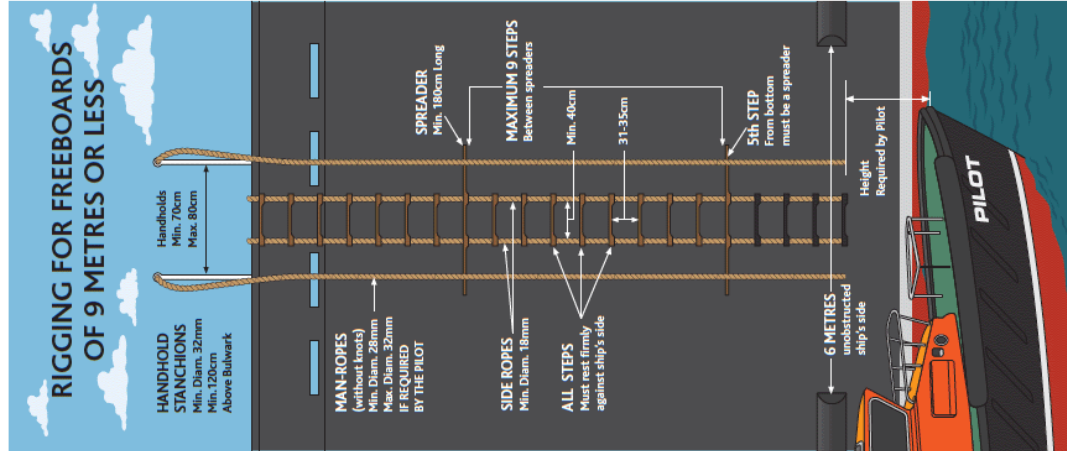 RIGGING FOR FREEBOARDS
OF 9 METRES OR LESS
HANDHOLD
STANCHIONS
Min. Diam. 32mm
Min.120cm
Above Bulwark
Handholds
Min. 70cm
Max. 80cm
MAN-ROPES
(without knots)
Min. Diam. 28mm
Max. Diam. 32mm
IF REQUIRED
BY THE PILOT
SPREADER
Min. 180cm Long
MAXIMUM 9 STEPS
Between spreaders
SIDE ROPES
Min. Diam. 18mm
Min. 40cm
ALL STEPS
Must rest firmly
against ship's side
31-35cm
5th STEP
From bottom
must be a spreader
6 METRES
unobstructed
ship's side
Height
Required by Pilot
PILOT